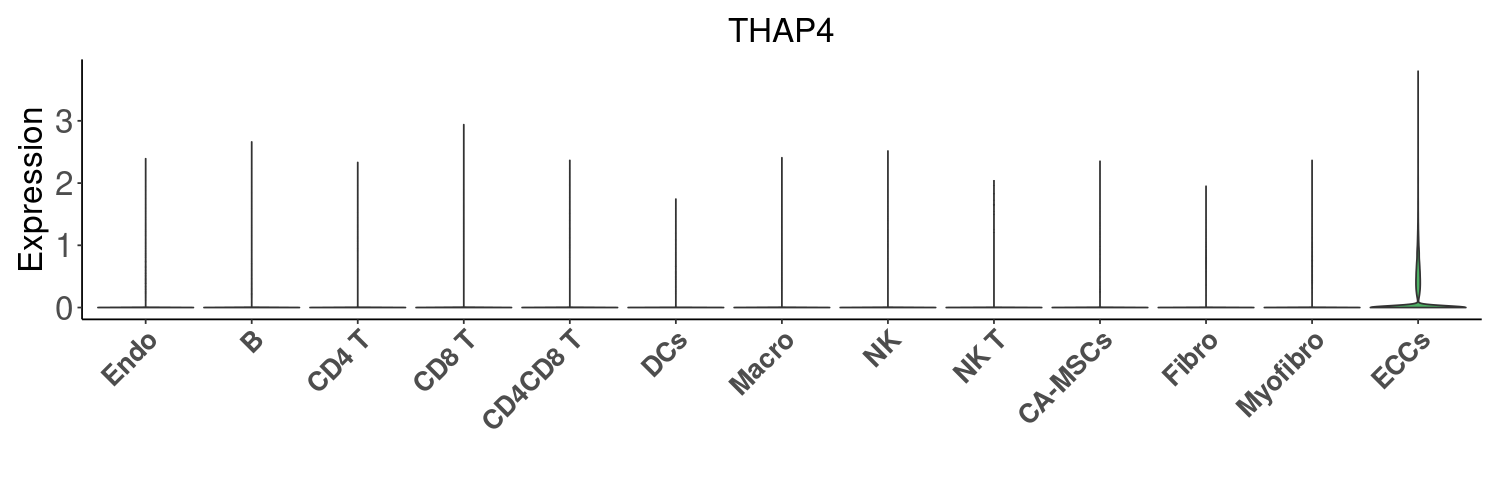 THAP4
Expression
3
2
1
0
Endo
B
CD4 T
CD8 T
CD4CD8 T
DCs
Macro
NK
NK T
CA-MSCs
Fibro
Myofibro
ECCs